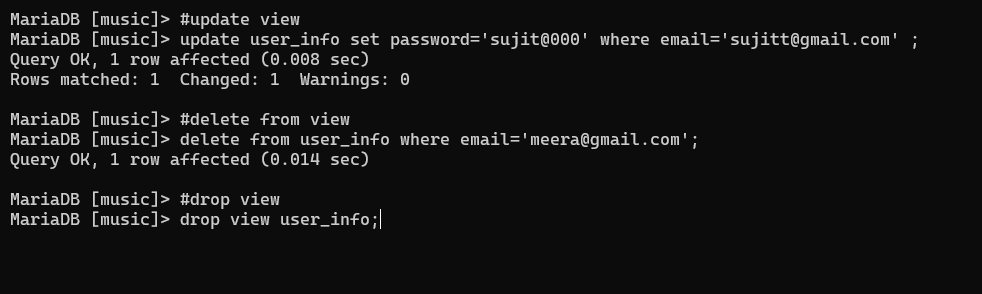 MariaDB [music]> #update view
MariaDB [music]> update user_info set password='sujit@000' where email='sujitt@gmail.com' ;
Query OK, 1 row affected (0.008 sec)
Rows matched: 1  Changed: 1  Warnings: 0
MariaDB [music]> #delete from view
MariaDB [music]> delete from user_info where email='meera@gmail.com';
Query OK, 1 row affected (0.014 sec)
MariaDB [music]> #drop view
MariaDB [music]> drop view user_info;